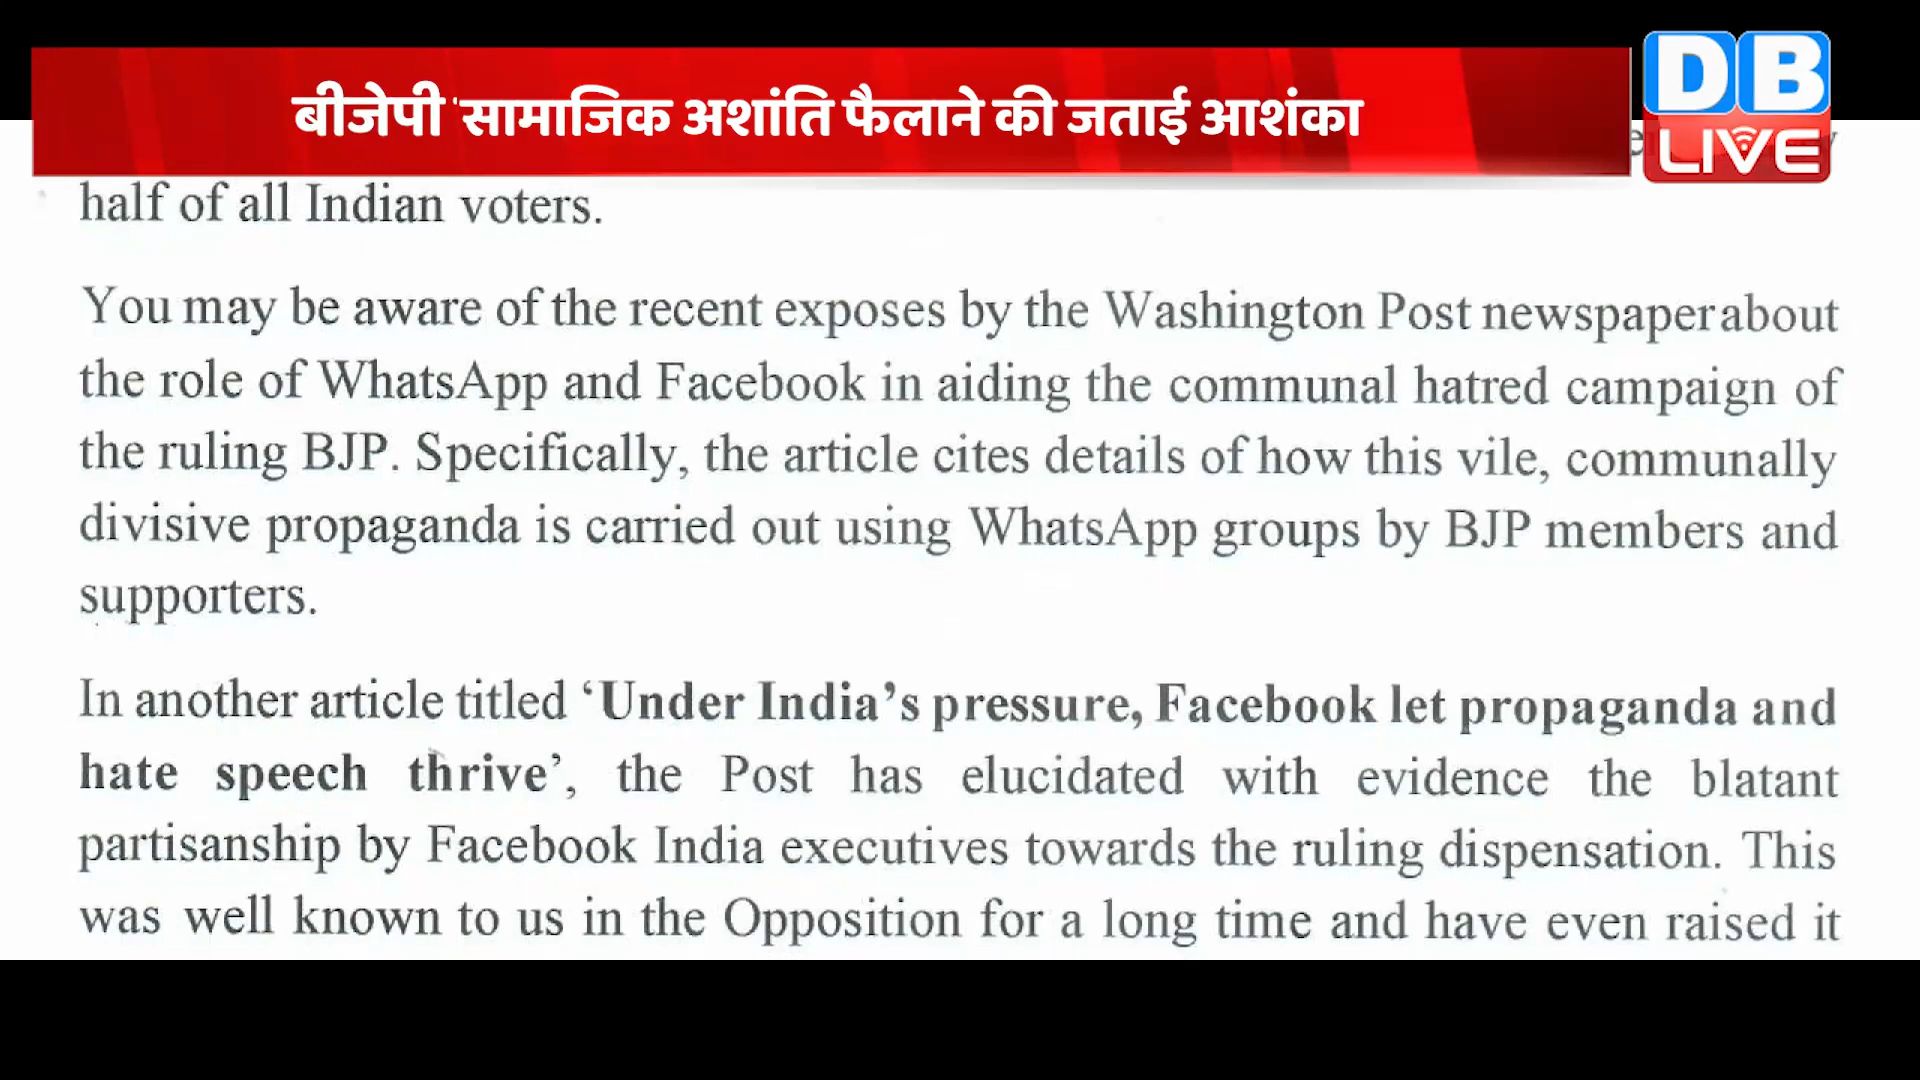 बीजेपी 'सामाजिक अशांति फैलाने की जताई आशंका
DB
LIVE
half of all Indian voters.
You may be aware of the recent exposes by the Washington Post newspaper about
the role of WhatsApp and Facebook in aiding the communal hatred campaign of
the ruling BJP. Specifically, the article cites details of how this vile, communally
divisive propaganda is carried out using WhatsApp groups by BJP members and
supporters.
In another article titled ‘Under India’s pressure, Facebook let propaganda and
hate speech thrive’, the Post has elucidated with evidence the blatant
partisanship by Facebook India executives towards the ruling dispensation. This
was well known to us in the Opposition for a long time and have even raised it